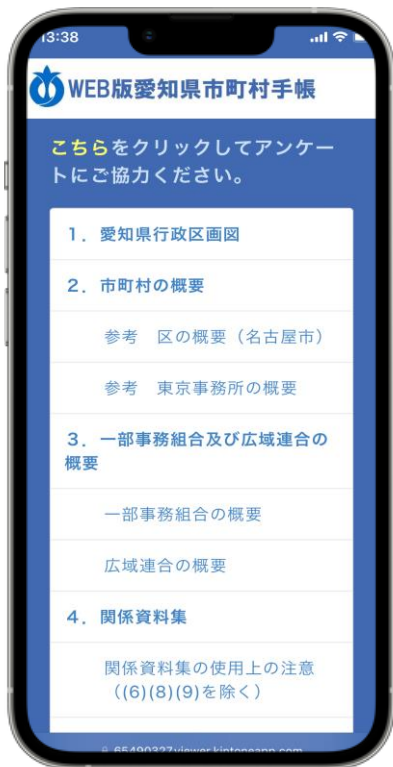 13:38
WEB版愛知県市町村手帳
こちらをクリックしてアンケー
トにご協力ください。
1．愛知県行政区画図
2．市町村の概要
参考　区の概要（名古屋市）
参考　東京事務所の概要
3．一部事務組合及び広域連合の
概要
一部事務組合の概要
広域連合の概要
4．関係資料集
関係資料集の使用上の注意
（(6)(8)(9)を除く）
65490327.viewer.kintoneapp.com